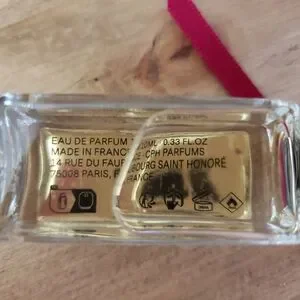 EAU DE PARFUM 10ML/0.33 FL.OZ
MADE IN FRANCE - CPH PARFUMS
14 RUE DU FAUBOURG SAINT HONORÉ
75008 PARIS, FRANCE